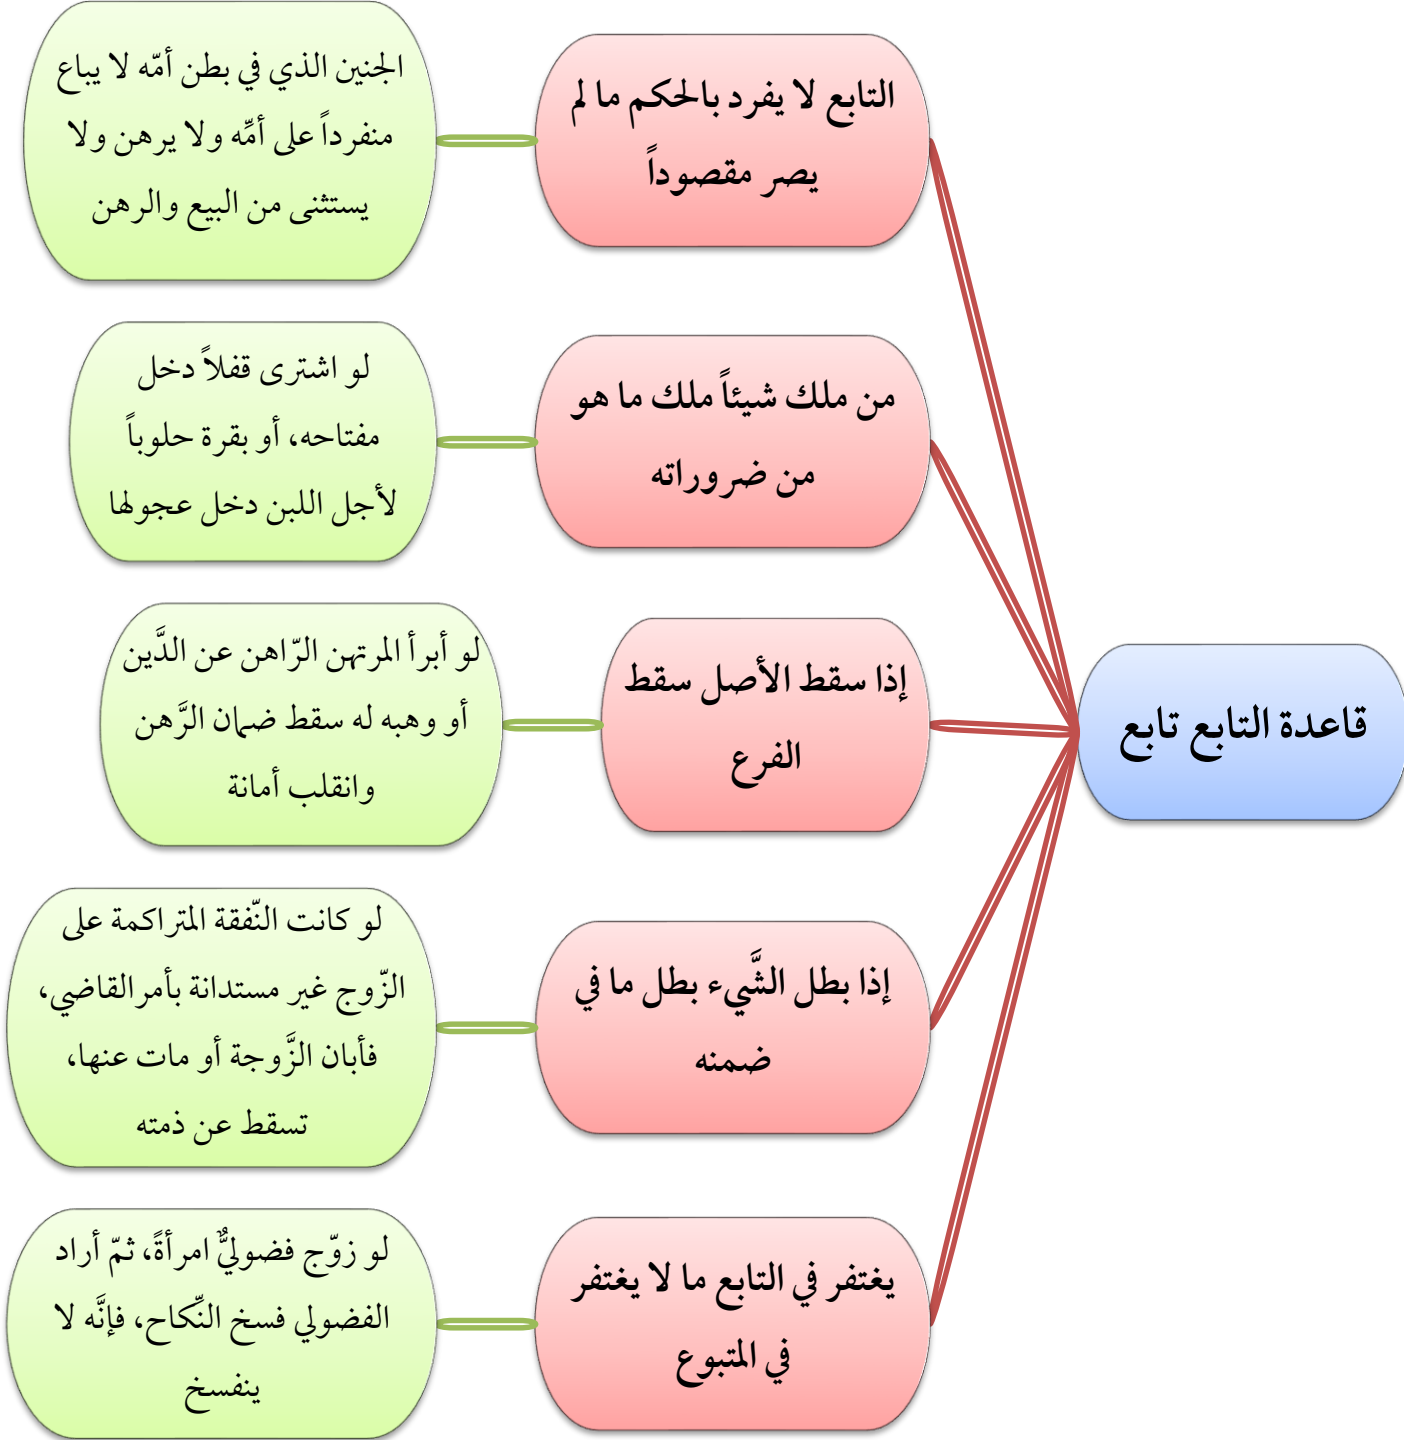 قاعدة التابع تابع
التابع لا يفرد بالحكم ما لم
يصر مقصوداً
الجنين الذي في بطن أمّه لا يباع
منفرداً على أمِّه ولا يرهن ولا
يستثنى من البيع والرهن
من ملك شيئاً ملك ما هو
من ضروراته
لو اشترى قفلاً دخل
مفتاحه، أو بقرة حلوباً
لأجل اللبن دخل عجولها
إذا سقط الأصل سقط
الفرع
لو أبرأ المرتهن الرّاهن عن الدَّين
أو وهبه له سقط ضمان الرَّهن
وانقلب أمانة
إذا بطل الشَّيء بطل ما في
ضمنه
لو كانت النّفقة المتراكمة على
الزّوج غير مستدانة بأمر القاضي،
فأبان الزَّوجة أو مات عنها،
تسقط عن ذمته
يغتفر في التابع ما لا يغتفر
في المتبوع
لو زوّج فضوليٌّ امرأةً، ثمّ أراد
الفضولي فسخ النِّكاح، فإنَّه لا
ينفسخ